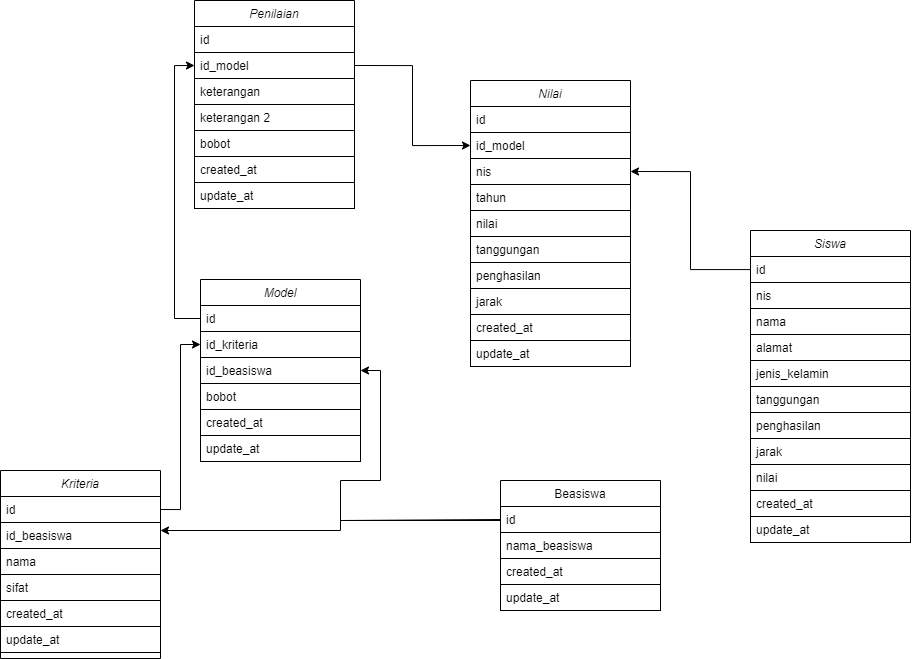 Penilaian
id
id_model
keterangan
keterangan 2
bobot
created_at
update_at
Nilai
id
id_model
nis
tahun
nilai
tanggungan
penghasilan
jarak
created_at
update_at
Siswa
id
nis
nama
alamat
jenis_kelamin
tanggungan
penghasilan
jarak
nilai
created_at
update_at
Model
id
id_kriteria
id_beasiswa
bobot
created_at
update_at
Kriteria
id
id_beasiswa
nama
sifat
created_at
update_at
Beasiswa
id
nama_beasiswa
created_at
update_at